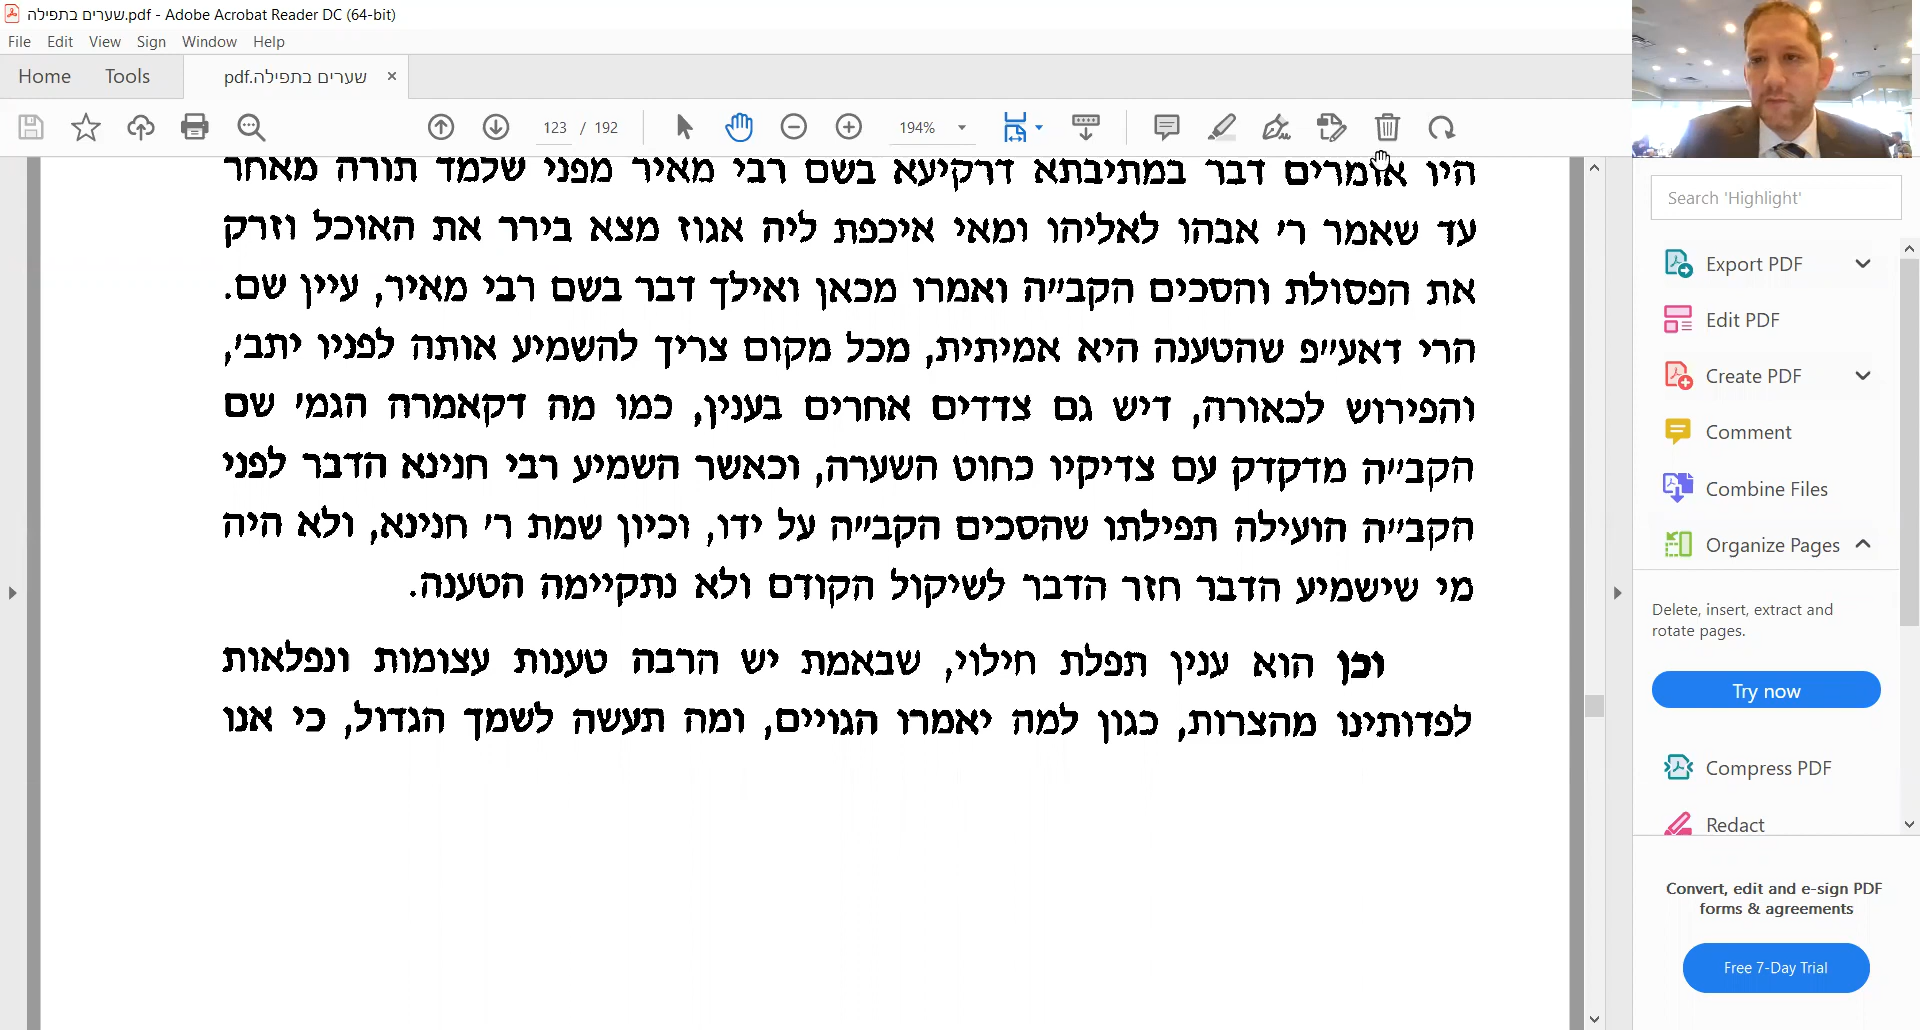 שערים בתפילה.pdf - Adobe Acrobat Reader DC (64-bit)
File Edit View Sign Window Help
Home Tools שערים בתפילה.pdf ×
123 / 192 194%
היו אומרים דבר במתיבתא דרקיעא בשם רבי מאיר מפני שלמד תורה מאחר
עד שאמר ר׳ אבהו לאליהו ומאי איכפת ליה אגוז מצא בירר את האוכל וזרק
את הפסולת והסכים הקב״ה ואמרו מכאן ואילך דבר בשם רבי מאיר, עיין שם.
הרי דאע״פ שהטענה היא אמיתית, מכל מקום צריך להשמיע אותה לפניו יתב׳,
והפירוש לכאורה, דיש גם צדדים אחרים בענין, כמו מה דקאמרה הגמ׳ שם
הקב״ה מדקדק עם צדיקיו כחוט השערה, וכאשר השמיע רבי חנינא הדבר לפני
הקב״ה הועילה תפילתו שהסכים הקב״ה על ידו, וכיון שמת ר׳ חנינא, ולא היה
מי שישמיע הדבר חזר הדבר לשיקול הקודם ולא נתקיימה הטענה.
וכן הוא ענין תפלת חילוי, שבאמת יש הרבה טענות עצומות ונפלאות
לפדותינו מהצרות, כגון למה יאמרו הגויים, ומה תעשה לשמך הגדול, כי אנו
Search 'Highlight'
Export PDF
Edit PDF
Create PDF
Comment
Combine Files
Organize Pages
Delete, insert, extract and
rotate pages.
Try now
Compress PDF
Redact
Convert, edit and e-sign PDF
forms & agreements
Free 7-Day Trial